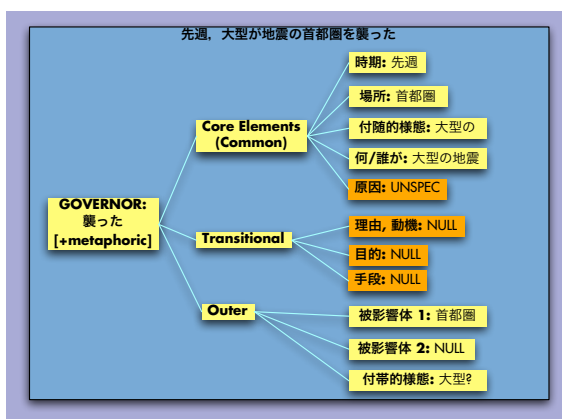 先週，大型が地震の首都圏を襲った
時期: 先週
場所: 首都圏
Core Elements
(Common)
付随的様態: 大型の
何/誰が: 大型の地震
原因: UNSPEC
GOVERNOR:
襲った
[+metaphoric]
Transitional
理由, 動機: NULL
目的: NULL
手段: NULL
Outer
被影響体 1: 首都圏
被影響体 2: NULL
付帯的様態: 大型?